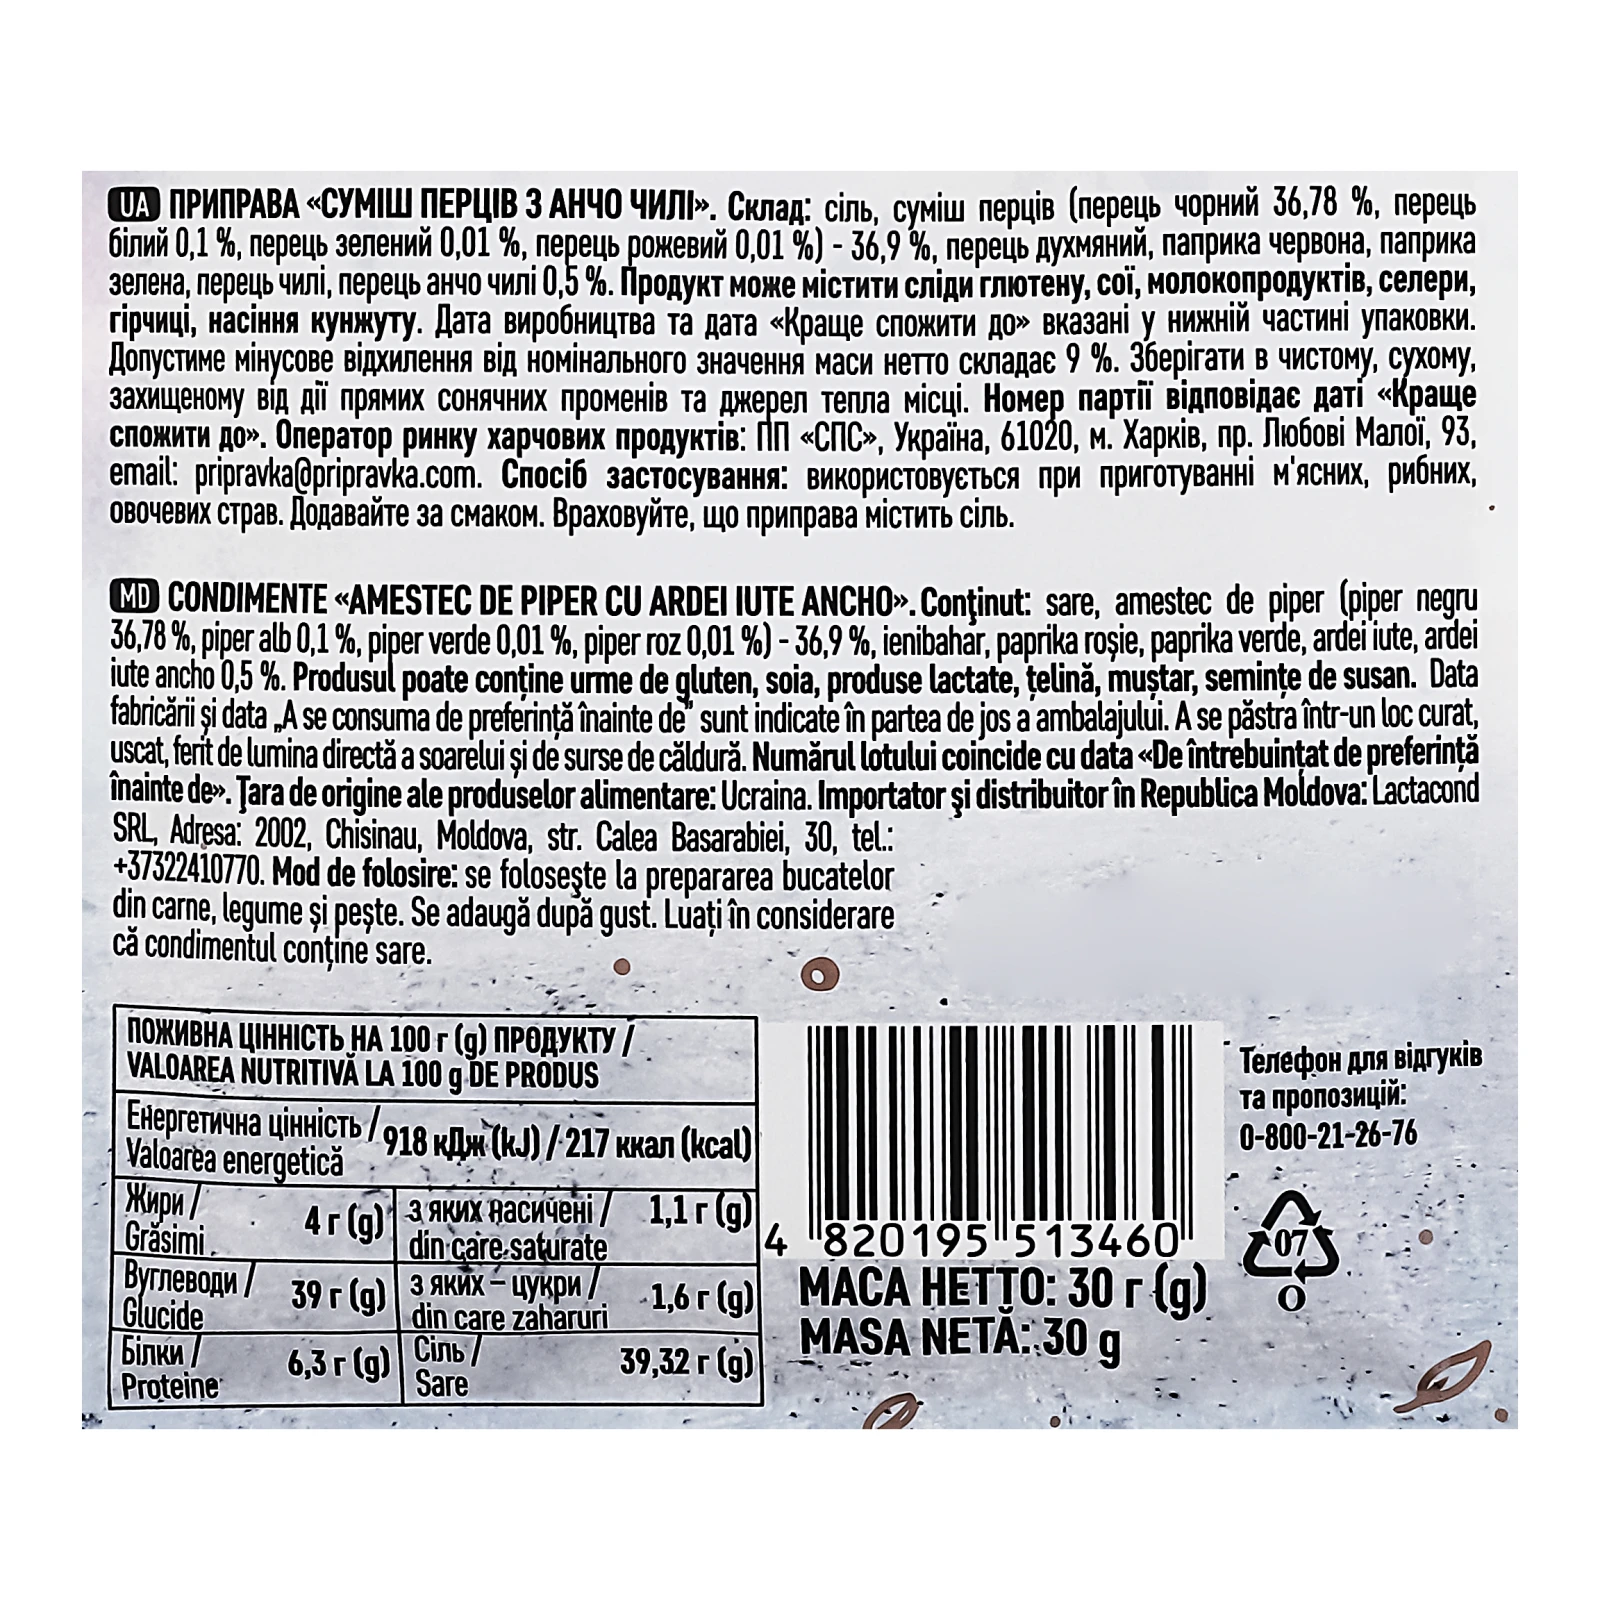 UA ПРИПРАВА «СУМІШ ПЕРЦІВ З АНЧО ЧИЛІ». Склад: сіль, суміш перців (перець чорний 36,78 %, перець
білий 0,1 %, перець зелений 0,01 %, перець рожевий 0,01 %) - 36,9 %, перець духмяний, паприка червона, паприка
зелена, перець чилі, перець анчо чилі 0,5 %. Продукт може містити сліди глютену, сої, молокопродуктів, селери,
гірчиці, насіння кунжуту. Дата виробництва та дата «Краще спожити до» вказані у нижній частині упаковки.
Допустиме мінусове відхилення від номінального значення маси нетто складає 9 %. Зберігати в чистому, сухому,
захищеному від дії прямих сонячних променів та джерел тепла місці. Номер партії відповідає даті «Краще
спожити до». Оператор ринку харчових продуктів: ПП «СПС», Україна, 61020, м. Харків, пр. Любові Малої, 93,
email: pripravka@pripravka.com. Спосіб застосування: використовується при приготуванні м'ясних, рибних,
овочевих страв. Додавайте за смаком. Враховуйте, що приправа містить сіль.
MD CONDIMENTE «AMESTEC DE PIPER CU ARDEI IUTE ANCHO». Conţinut: sare, amestec de piper (piper negru
36,78 %, piper alb 0,1 %, piper verde 0,01 %, piper roz 0,01 %) - 36,9 %, ienibahar, paprika roșie, paprika verde, ardei iute, ardei
iute ancho 0,5 %. Produsul poate conține urme de gluten, soia, produse lactate, țelină, muștar, semințe de susan. Data
fabricării și data „A se consuma de preferință înainte de" sunt indicate în partea de jos a ambalajului. A se păstra într-un loc curat,
uscat, ferit de lumina directă a soarelui și de surse de căldură. Numărul lotului coincide cu data «De întrebuințat de preferință
înainte de». Țara de origine ale produselor alimentare: Ucraina. Importator şi distribuitor în Republica Moldova: Lactacond
SRL, Adresa: 2002, Chisinau, Moldova, str. Calea Basarabiei, 30, tel.:
+37322410770. Mod de folosire: se foloseşte la prepararea bucatelor
din carne, legume și pește. Se adaugă după gust. Luați în considerare
că condimentul conține sare.
ПОЖИВНА ЦІННІСТЬ НА 100 г (g) ПРОДУКТУ /
VALOAREA NUTRITIVĂ LA 100 g DE PRODUS
Енергетична цінність /
Valoarea energetică
918 кДж (kJ) / 217 ккал (kcal)
Жири /
Grăsimi
4 г (g)
з яких насичені /
din care saturate
1,1 г (g)
Вуглеводи /
Glucide
39 г (g)
з яких – цукри /
din care zaharuri
1,6 г (g)
Білки /
Proteine
6,3 г (g)
Сіль /
Sare
39,32 г (g)
4 820195 513460
МАСА НЕТТО: 30 г (g)
MASA NETĂ: 30 g
Телефон для відгуків
та пропозицій:
0-800-21-26-76
07
O